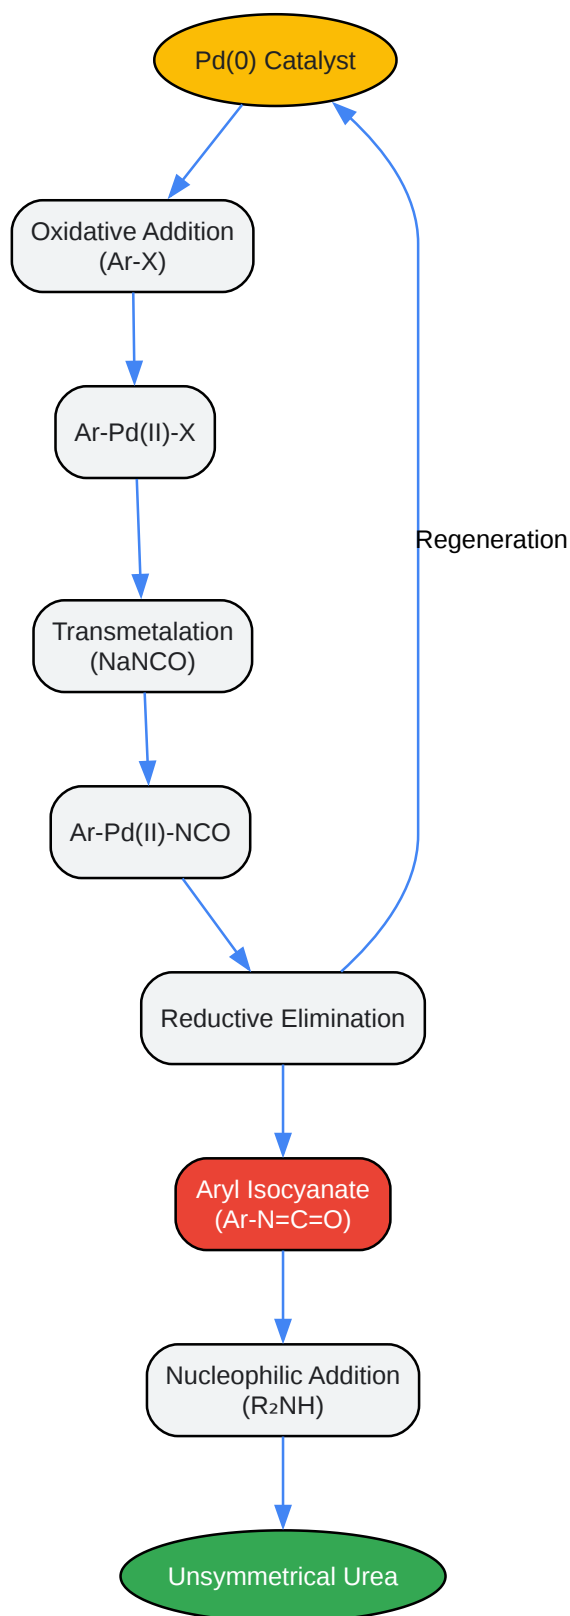 Pd(0) Catalyst
Oxidative Addition
(Ar-X)
Ar-Pd(II)-X
Regeneration
Transmetalation
(NaNCO)
Ar-Pd(II)-NCO
Reductive Elimination
Aryl Isocyanate
(Ar-N=C=O)
Nucleophilic Addition
(R₂NH)
Unsymmetrical Urea